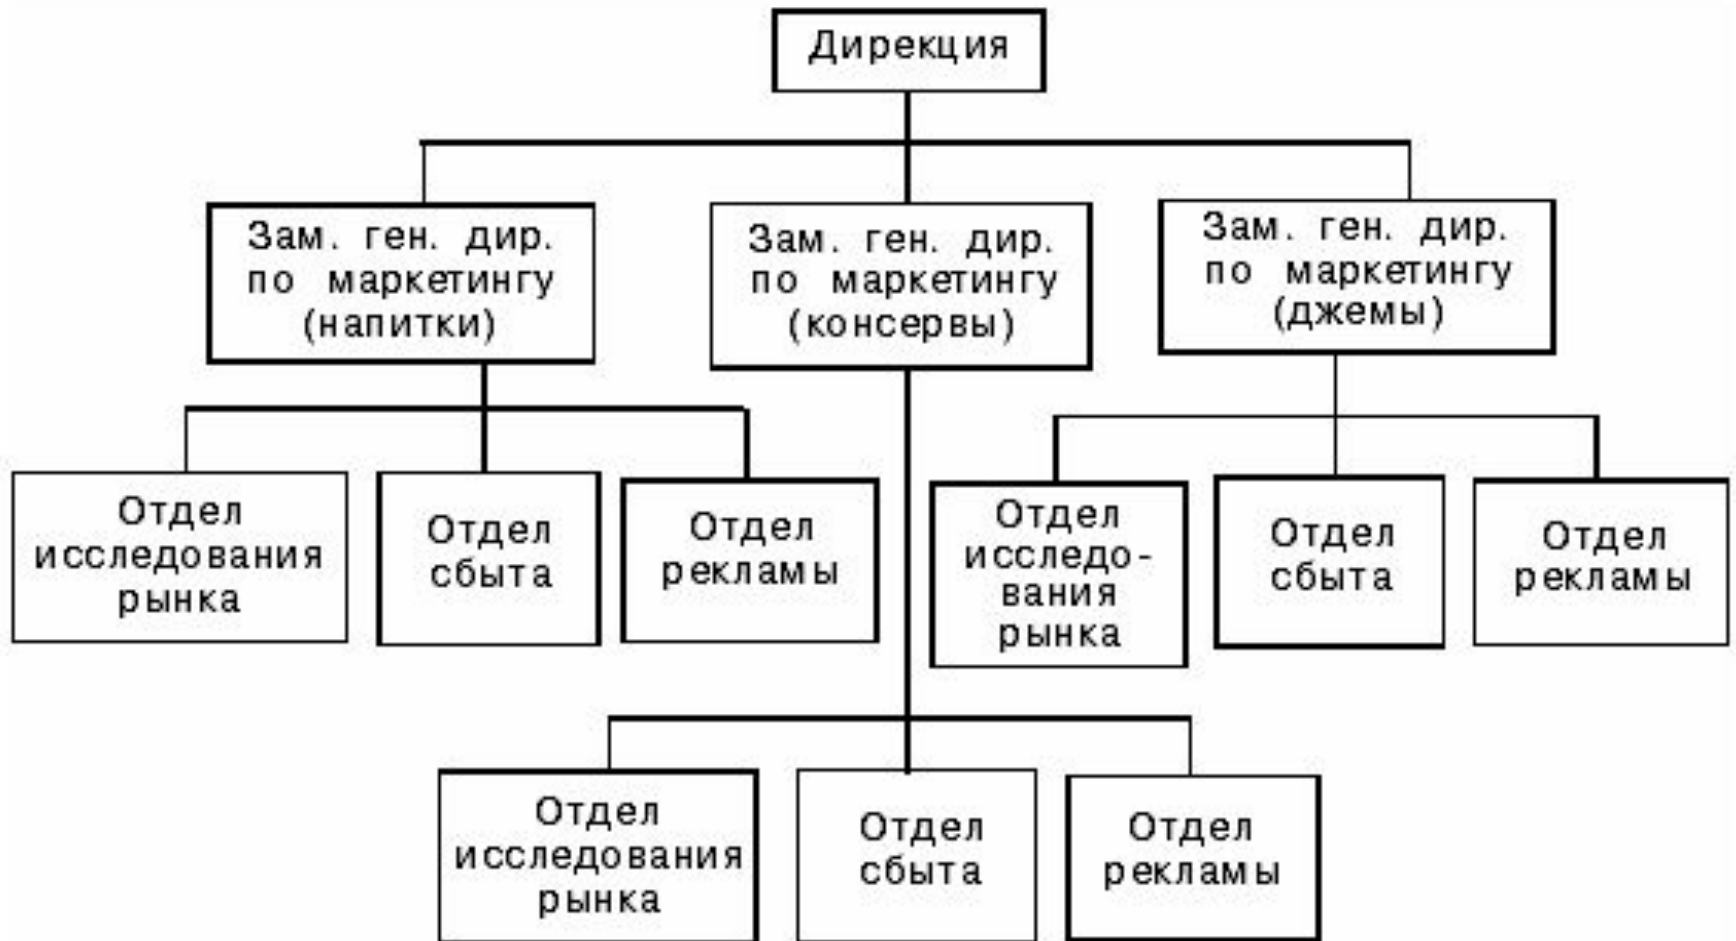 Дирекция
Зам. ген. дир.
по маркетингу
(напитки)
Зам. ген. дир.
по маркетингу
(консервы)
Зам. ген. дир.
по маркетингу
(джемы)
Отдел
исследования
рынка
Отдел
сбыта
Отдел
рекламы
Отдел
исследо-
вания
рынка
Отдел
сбыта
Отдел
рекламы
Отдел
исследования
рынка
Отдел
сбыта
Отдел
рекламы